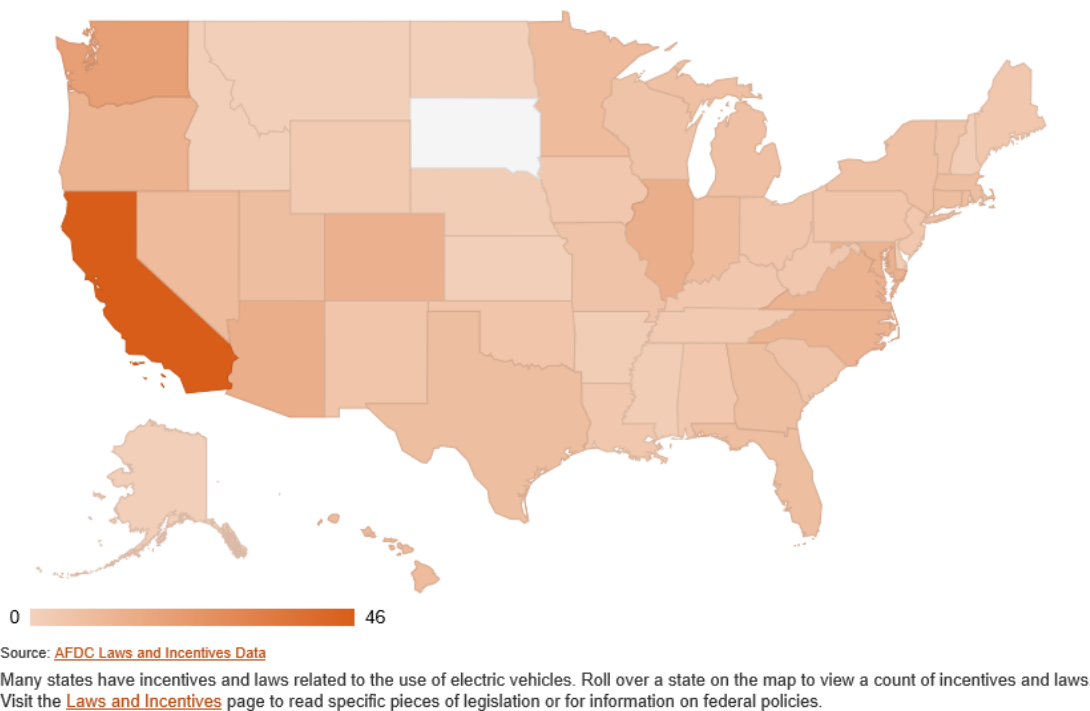 0 46
Source: AFDC Laws and Incentives Data
Many states have incentives and laws related to the use of electric vehicles. Roll over a state on the map to view a count of incentives and laws
Visit the Laws and Incentives page to read specific pieces of legislation or for information on federal policies.